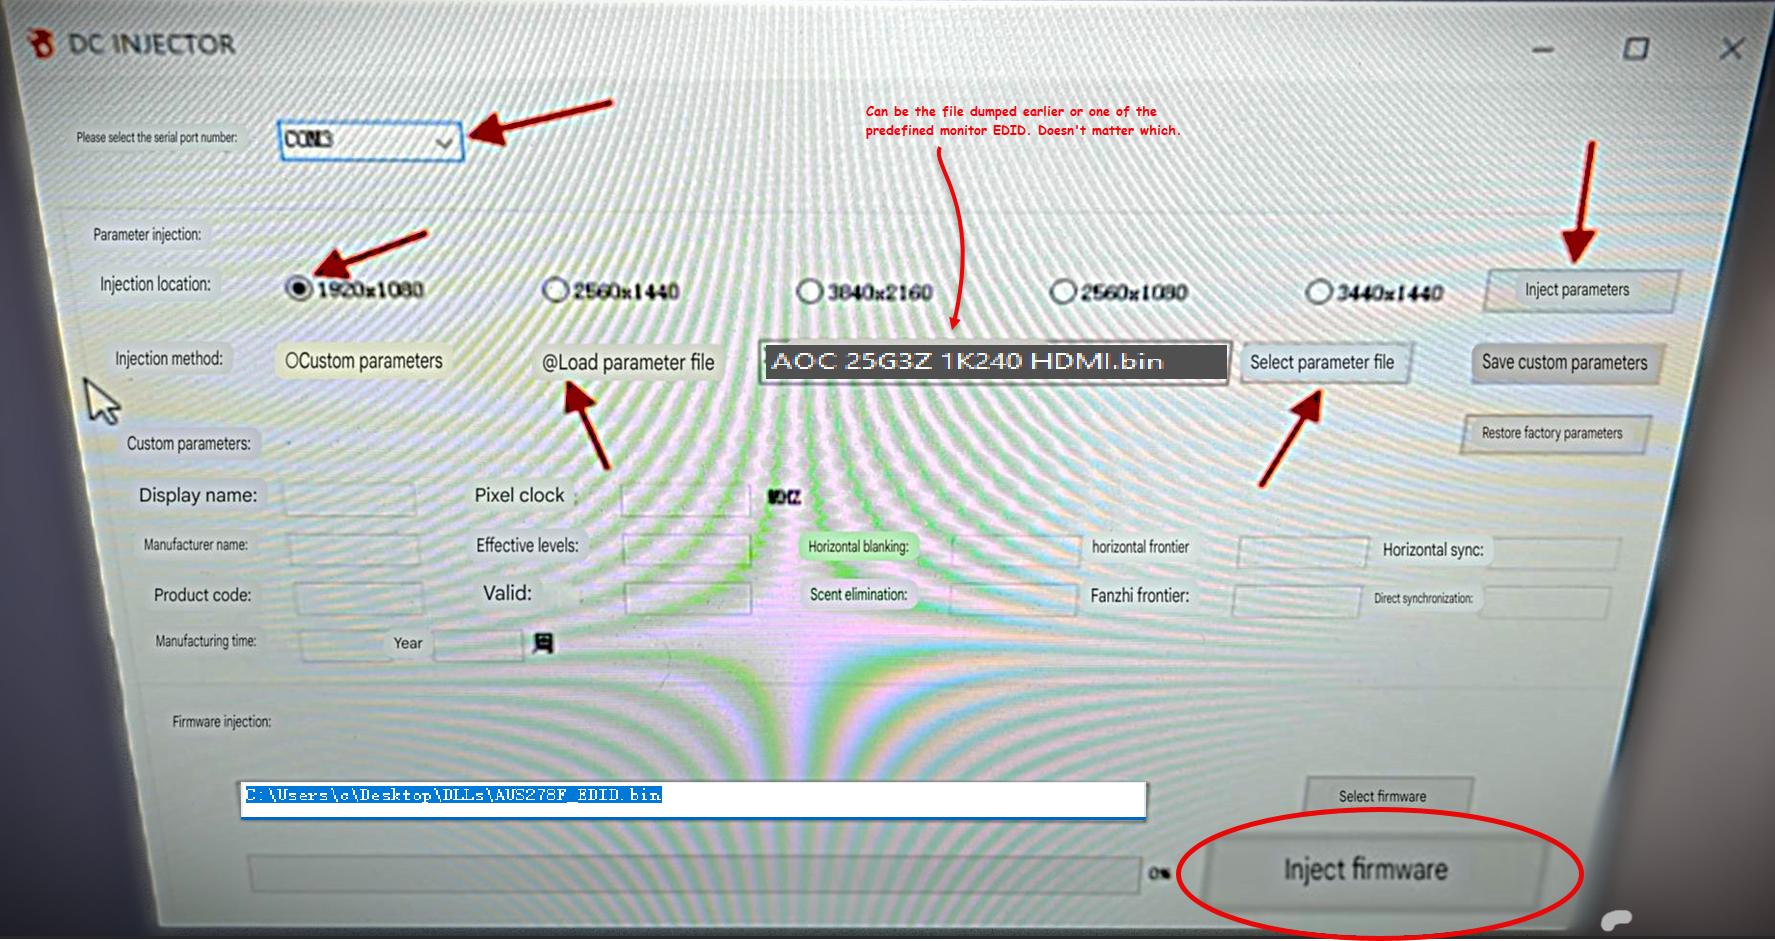 DC INJECTOR
Can be the file dumped earlier or one of the
predefined monitor EDID. Doesn't matter which.
Please select the serial port number:
COM3
Parameter injection:
Injection location:
1920x1080
2560x1440
3840x2160
2560x1080
3440x1440
Inject parameters
Injection method:
OCustom parameters
@Load parameter file
AOC 25G3Z 1K240 HDMI.bin
Select parameter file
Save custom parameters
Custom parameters:
Restore factory parameters
Display name:
Pixel clock :
Manufacturer name:
Effective levels:
Horizontal blanking:
horizontal frontier
Horizontal sync:
Product code:
Valid:
Scent elimination:
Fanzhi frontier:
Direct synchronization:
Manufacturing time:
Year
Firmware injection:
C:\Users\c\Desktop\DLLs\AUS278F_EDID.bin
Select firmware
0%
Inject firmware